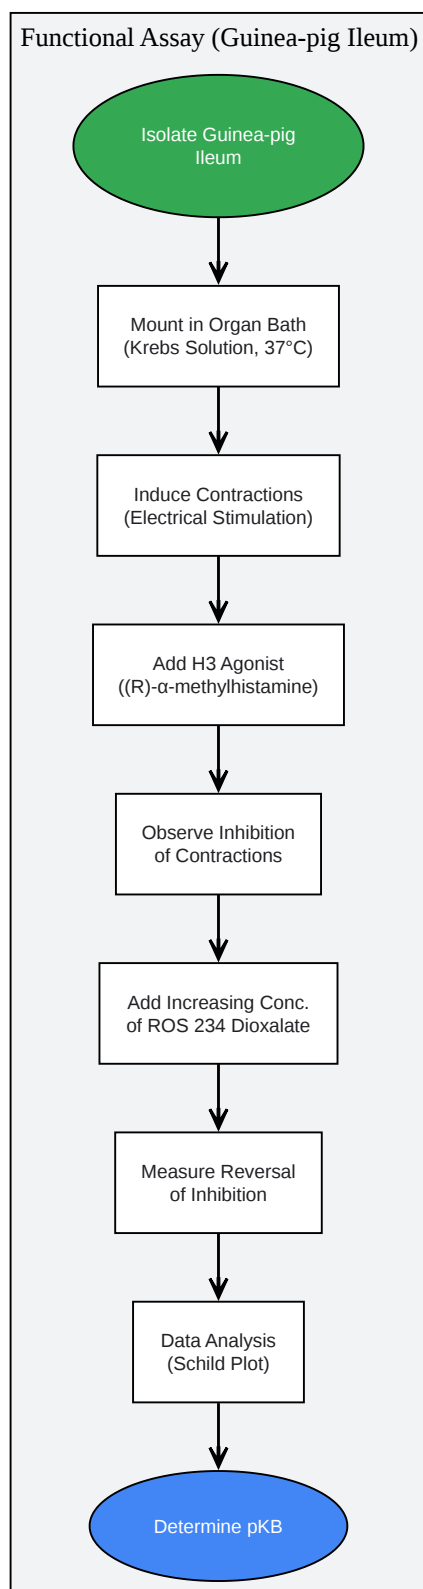 Functional Assay (Guinea-pig Ileum)
Isolate Guinea-pig
Ileum
Mount in Organ Bath
(Krebs Solution, 37°C)
Induce Contractions
(Electrical Stimulation)
Add H3 Agonist
((R)-α-methylhistamine)
Observe Inhibition
of Contractions
Add Increasing Conc.
of ROS 234 Dioxalate
Measure Reversal
of Inhibition
Data Analysis
(Schild Plot)
Determine pKB